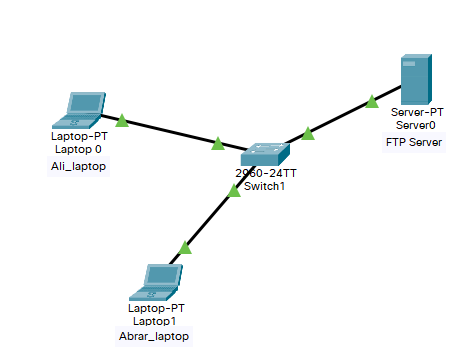 Laptop-PT
Laptop 0
Ali_laptop
Server-PT
Server0
FTP Server
2960-24TT
Switch1
Laptop-PT
Laptop1
Abrar_laptop